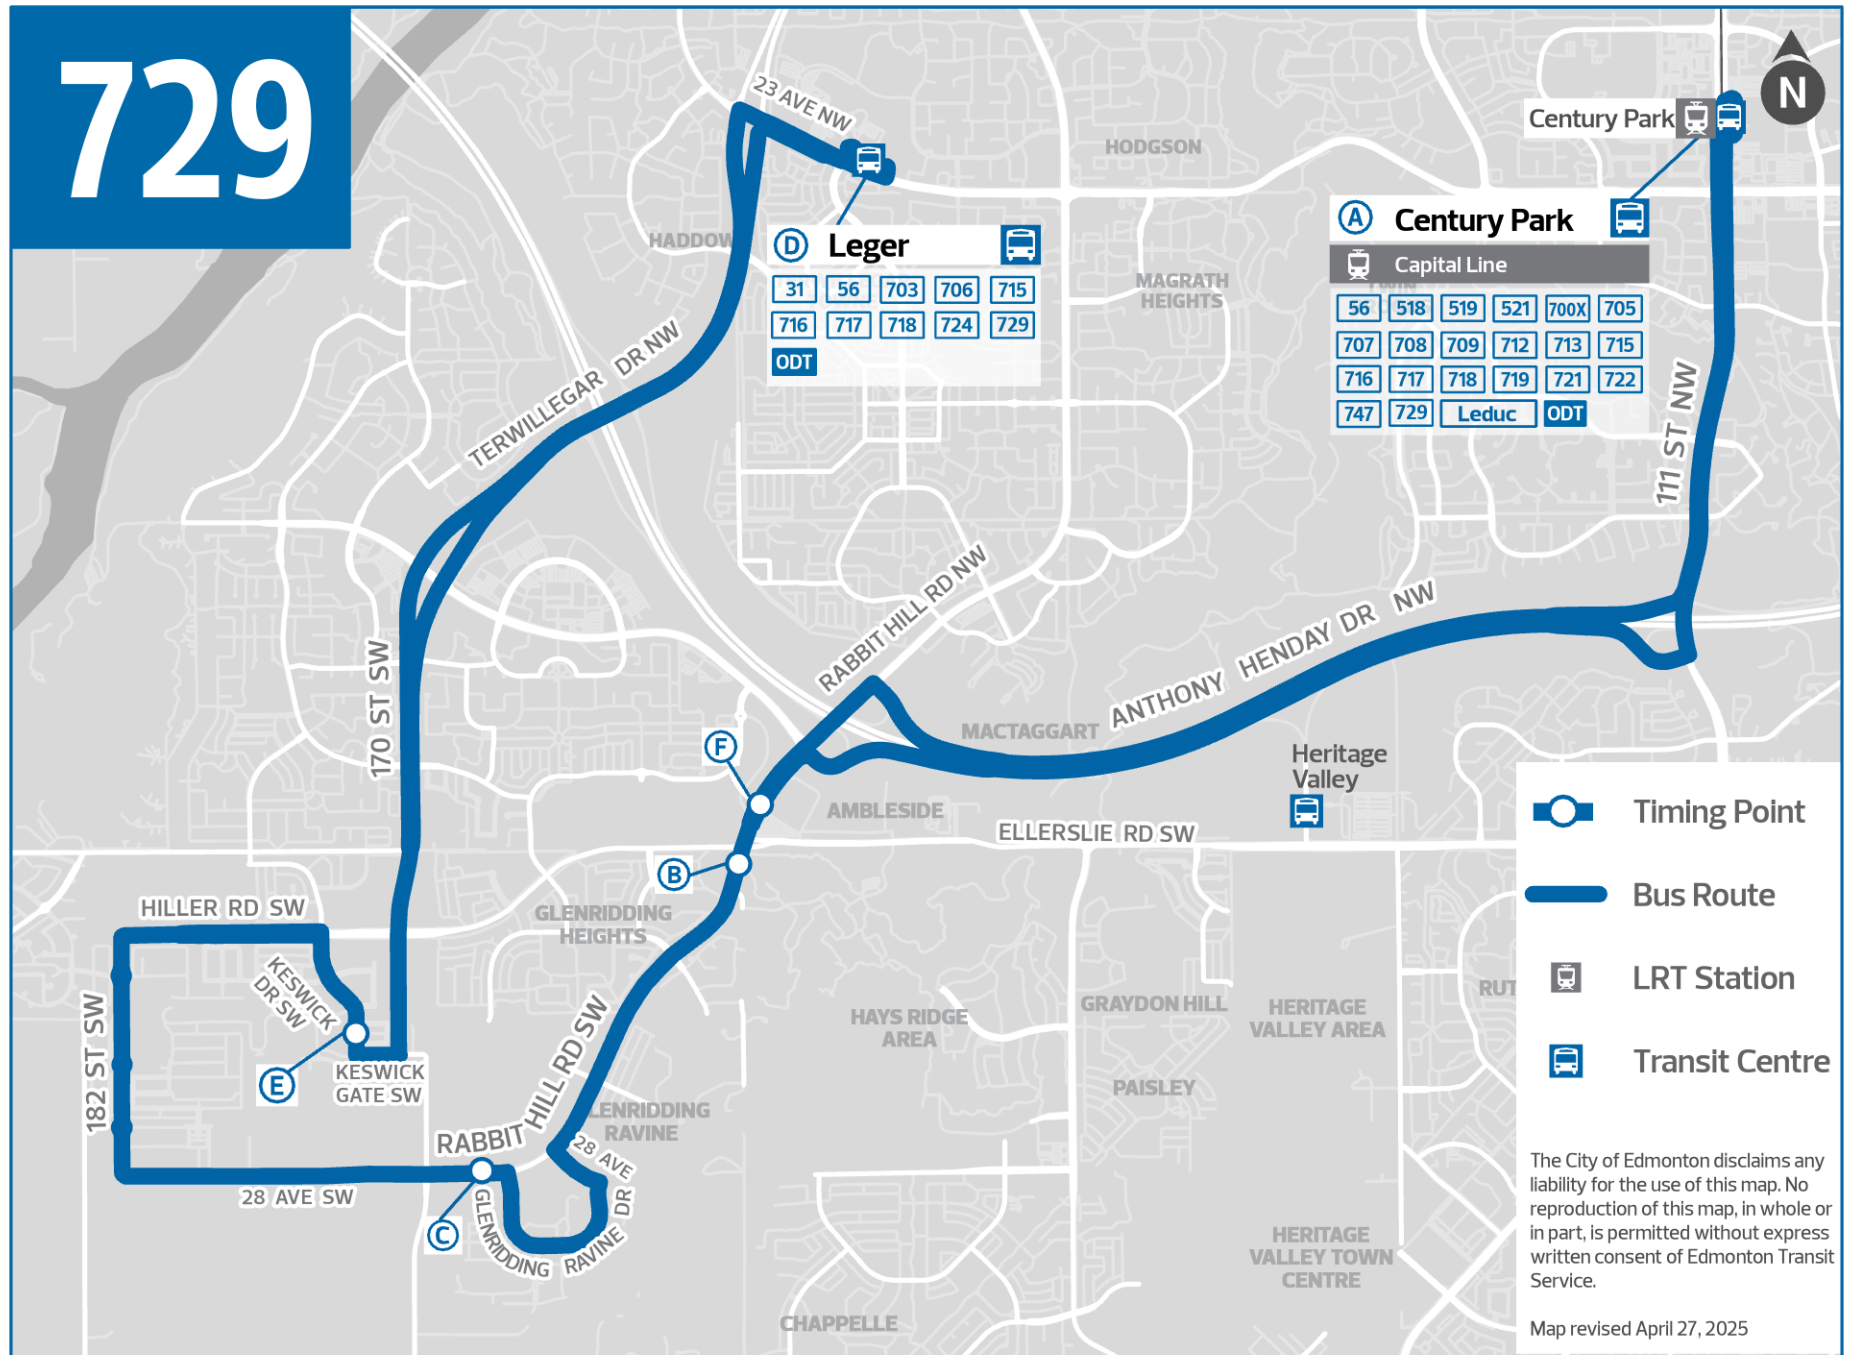 729
N
23 AVE NW
Century Park
HODGSON
HADDOW
D Leger
31 56 703 706 715
716 717 718 724 729
ODT
MAGRATH
HEIGHTS
A Century Park
Capital Line
56 518 519 521 700X 705
707 708 709 712 713 715
716 717 718 719 721 722
747 729 Leduc ODT
TERWILLEGAR DR NW
111 ST NW
RABBIT HILL RD NW
ANTHONY HENDAY DR NW
170 ST SW
MACTAGGART
F
Heritage
Valley
AMBLESIDE
ELLERSLIE RD SW
B
HILLER RD SW
GLENRIDDING
HEIGHTS
KESWICK
DR SW
182 ST SW
E
KESWICK
GATE SW
HAYS RIDGE
AREA
GRAYDON HILL
HERITAGE
VALLEY AREA
RUT
PAISLEY
RABBIT HILL RD SW
LENRIDDING
RAVINE
28 AVE
28 AVE SW
C
GLENRIDDING RAVINE DR
HERITAGE
VALLEY TOWN
CENTRE
CHAPPELLE
Timing Point
Bus Route
LRT Station
Transit Centre
The City of Edmonton disclaims any
liability for the use of this map. No
reproduction of this map, in whole or
in part, is permitted without express
written consent of Edmonton Transit
Service.
Map revised April 27, 2025